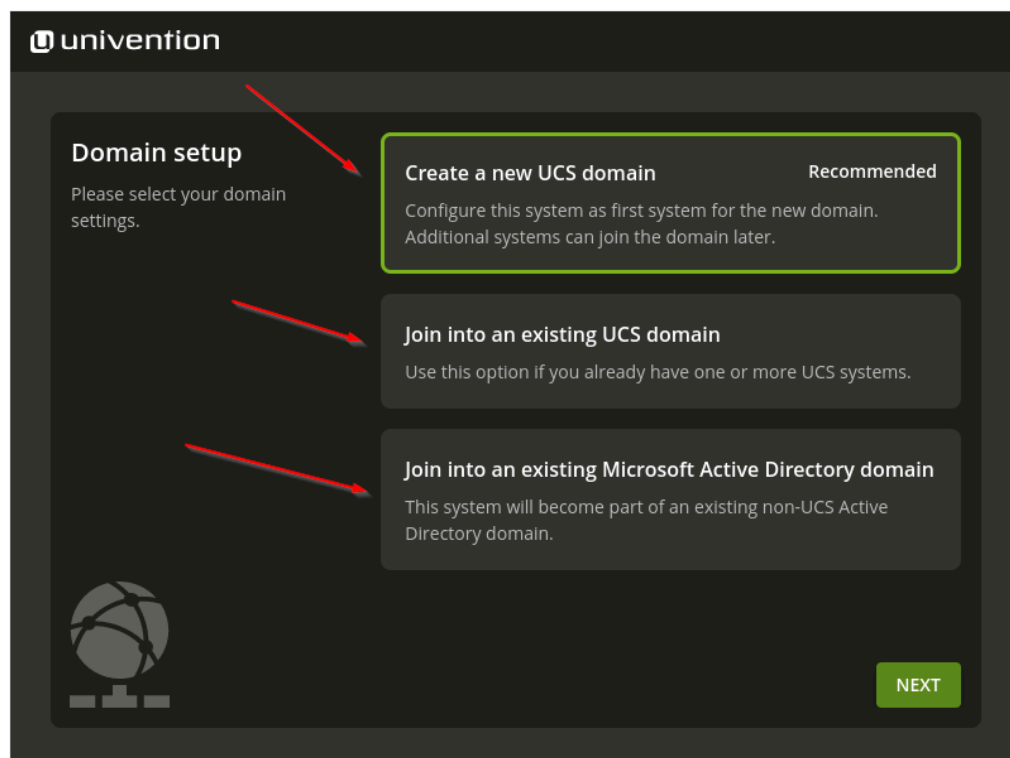 univention
Domain setup
Please select your domain
settings.
Create a new UCS domain
Recommended
Configure this system as first system for the new domain.
Additional systems can join the domain later.
Join into an existing UCS domain
Use this option if you already have one or more UCS systems.
Join into an existing Microsoft Active Directory domain
This system will become part of an existing non-UCS Active
Directory domain.
NEXT